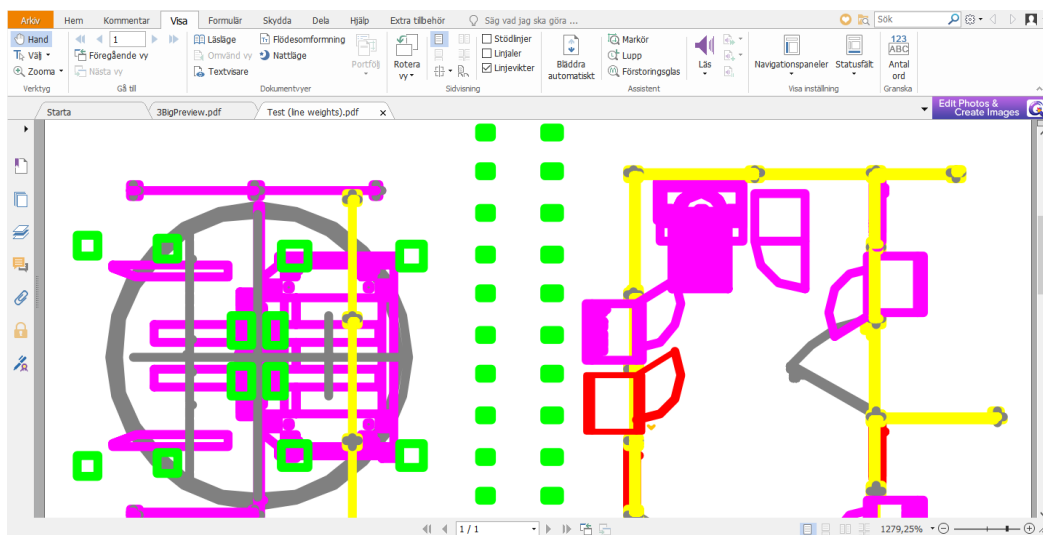 Arkiv Hem Kommentar Visa Formulär Skydda Dela Hjälp Extra tillbehör Säg vad jag ska göra ... Sök
Hand 1 Läsläge Flödesomformning Stödlinjer Markör 123
Välj Föregående vy Omvänd vy Nattläge Linjaler Lupp ABC
Zooma Nästa vy Textvisare Portfölj Rotera vy Linjevikter Bläddra automatiskt Förstoringsglas Läs Navigationspaneler Statusfält Antal ord
Verktyg Gå till Dokumentvyer Sidvisning Assistent Visa inställning Granska
Starta 3BigPreview.pdf Test (line weights).pdf x Edit Photos &
Create Images
1 / 1 1279,25%